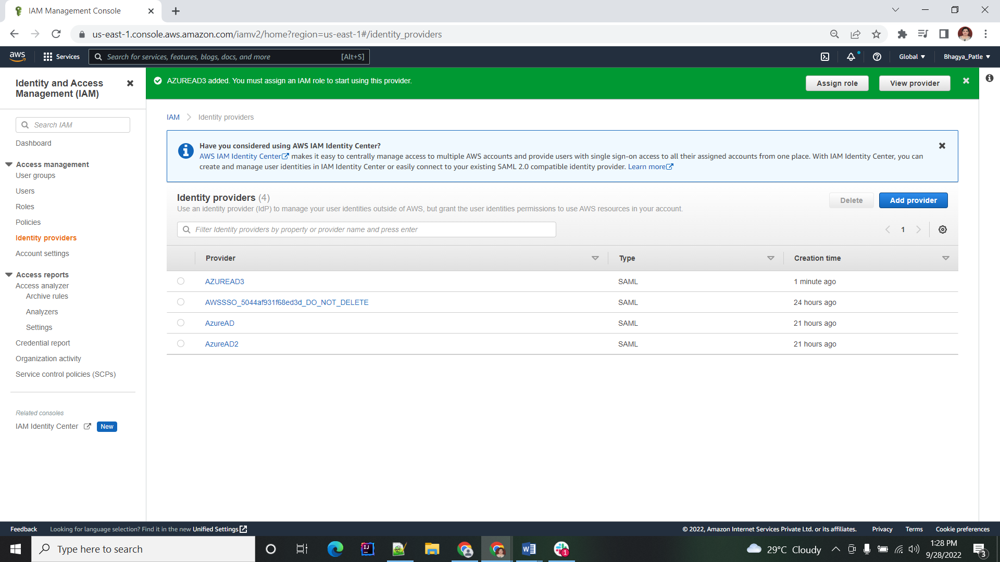 IAM Management Console
us-east-1.console.aws.amazon.com/iamv2/home?region=us-east-1#/identity_providers
aws
Services
Search for services, features, blogs, docs, and more [Alt+S]
Global
Bhagya_Patle
Identity and Access
Management (IAM)
Search IAM
Dashboard
Access management
User groups
Users
Roles
Policies
Identity providers
Account settings
Access reports
Access analyzer
Archive rules
Analyzers
Settings
Credential report
Organization activity
Service control policies (SCPs)
Related consoles
IAM Identity Center New
AZUREAD3 added. You must assign an IAM role to start using this provider.
Assign role
View provider
IAM Identity providers
Have you considered using AWS IAM Identity Center?
AWS IAM Identity Center makes it easy to centrally manage access to multiple AWS accounts and provide users with single sign-on access to all their assigned accounts from one place. With IAM Identity Center, you can
create and manage user identities in IAM Identity Center or easily connect to your existing SAML 2.0 compatible identity provider. Learn more
Identity providers (4)
Use an identity provider (IdP) to manage your user identities outside of AWS, but grant the user identities permissions to use AWS resources in your account.
Delete
Add provider
Filter Identity providers by property or provider name and press enter
1
Provider Type Creation time
AZUREAD3 SAML 1 minute ago
AWSSSO_5044af931f68ed3d_DO_NOT_DELETE SAML 24 hours ago
AzureAD SAML 21 hours ago
AzureAD2 SAML 21 hours ago
Feedback Looking for language selection? Find it in the new Unified Settings
© 2022, Amazon Internet Services Private Ltd. or its affiliates. Privacy Terms Cookie preferences
Type here to search
IJ
W
1
29°C Cloudy
1:28 PM
9/28/2022
3